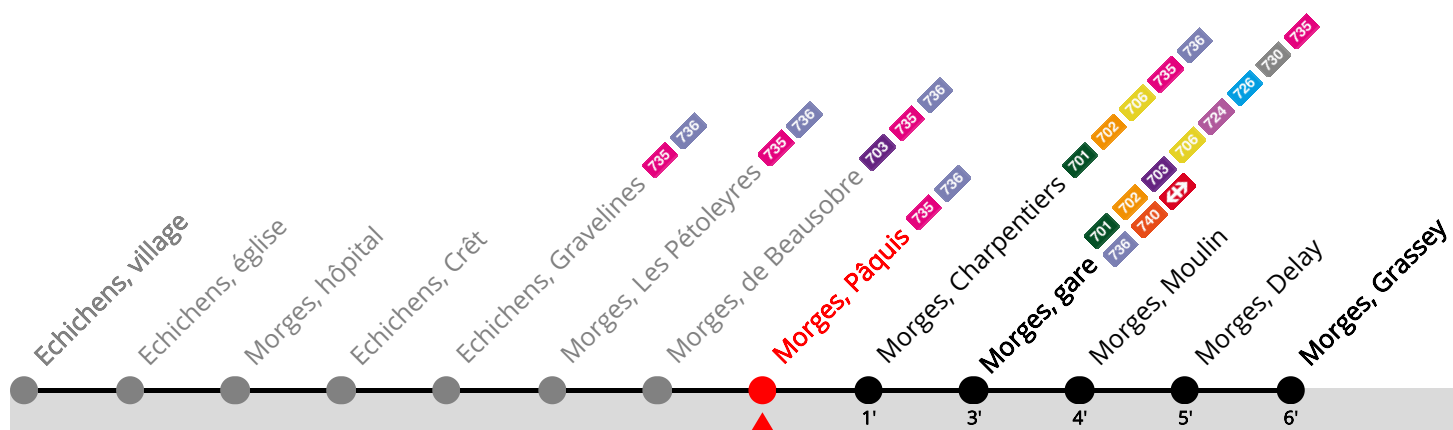 Echichens, village
Echichens, église
Morges, hôpital
Echichens, Crêt
Echichens, Gravelines 735 736
Morges, Les Pétoleyres 735 736
Morges, de Beausobre 703 735 736
Morges, Pâquis 735 736
Morges, Charpentiers 701 702 706 735 736
Morges, gare 701 702 703 706 724 726 730 735
736 740
Morges, Moulin
Morges, Delay
Morges, Grassey
1' 3' 4' 5' 6'